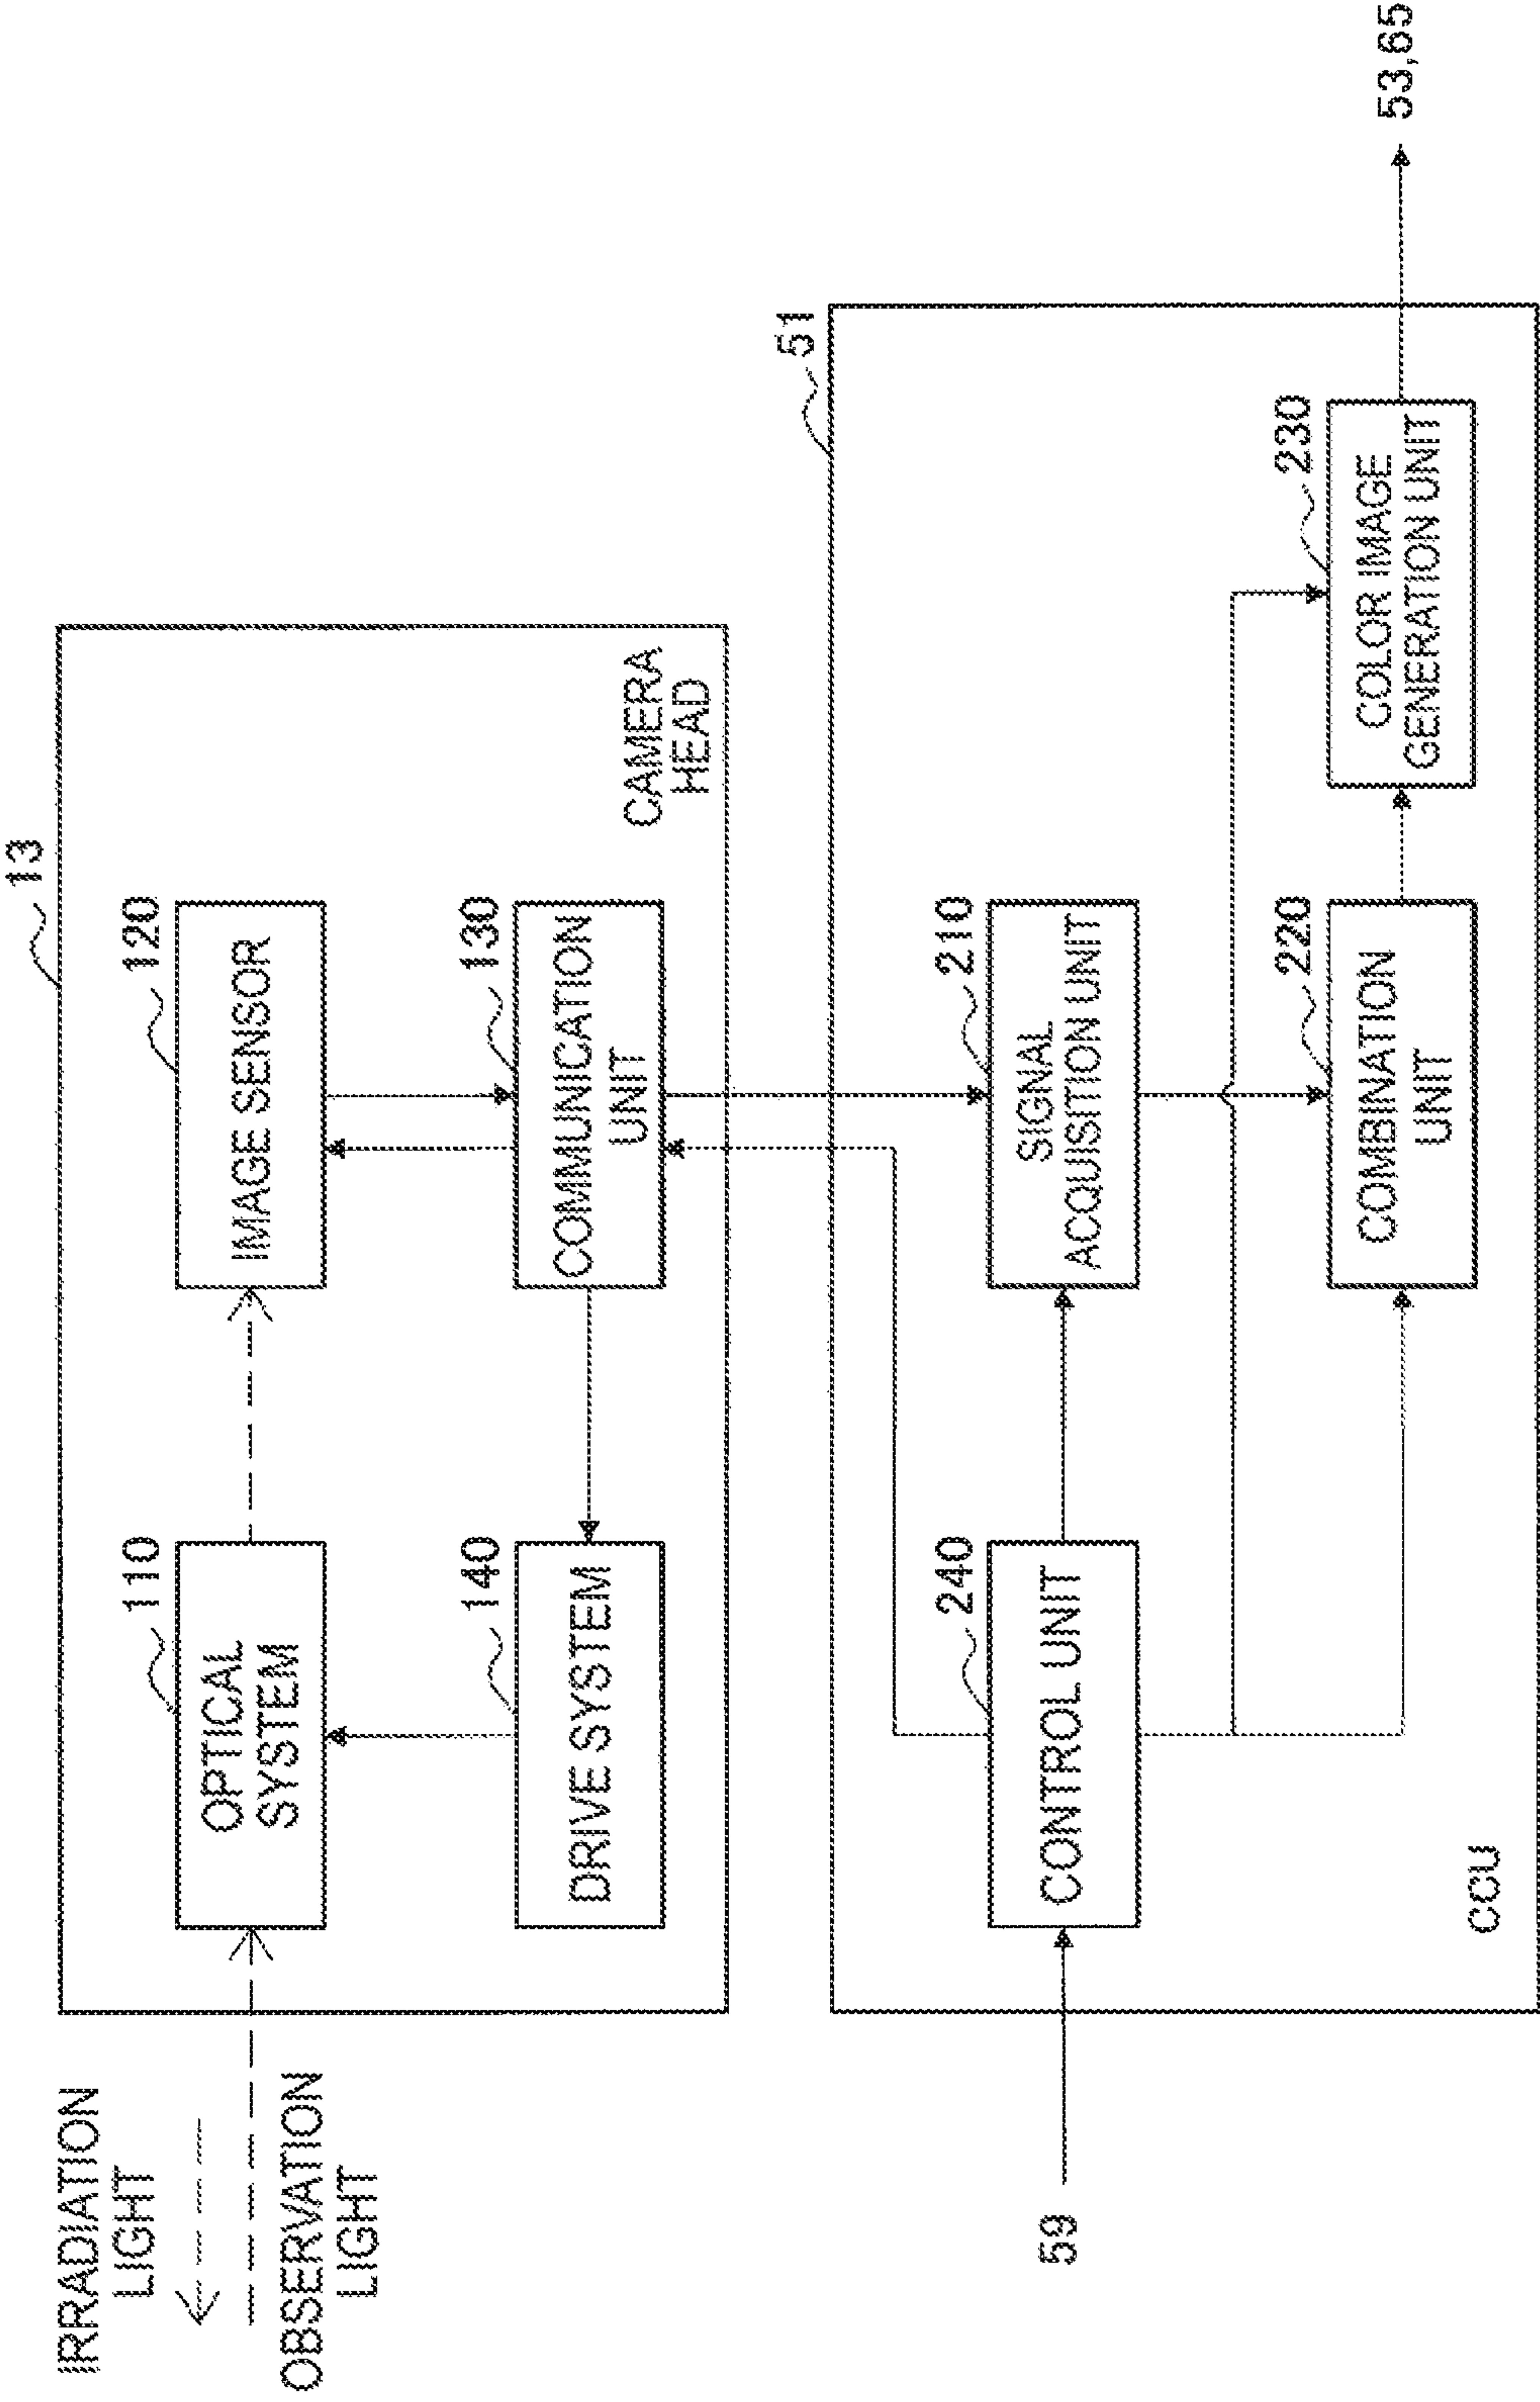 IRRADIATION
LIGHT
OBSERVATION
LIGHT
13
110
OPTICAL
SYSTEM
120
IMAGE SENSOR
140
DRIVE SYSTEM
130
COMMUNICATION
UNIT
CAMERA
HEAD
51
59
240
CONTROL UNIT
210
SIGNAL
ACQUISITION UNIT
220
COMBINATION
UNIT
230
COLOR IMAGE
GENERATION UNIT
53,65
CCU